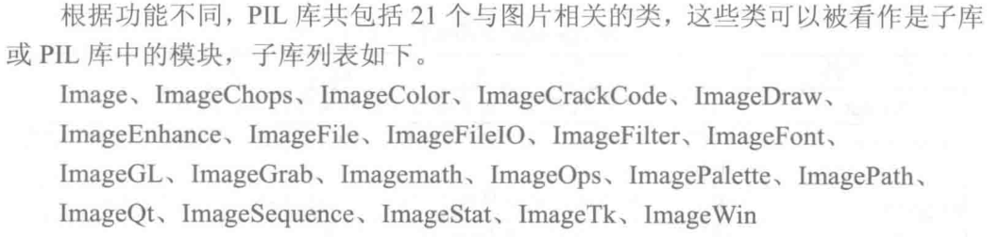 根据功能不同，PIL 库共包括 21 个与图片相关的类，这些类可以被看作是子库
或 PIL 库中的模块，子库列表如下。
Image、ImageChops、ImageColor、ImageCrackCode、ImageDraw、
ImageEnhance、ImageFile、ImageFileIO、ImageFilter、ImageFont、
ImageGL、ImageGrab、Imagemath、ImageOps、ImagePalette、ImagePath、
ImageQt、ImageSequence、ImageStat、ImageTk、ImageWin